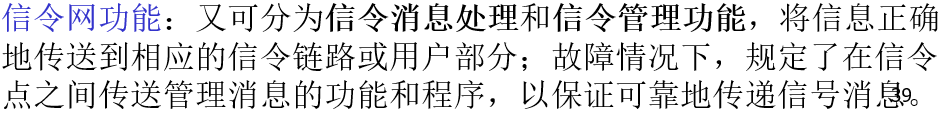 信令网功能：又可分为信令消息处理和信令管理功能，将信息正确
地传送到相应的信令链路或用户部分；故障情况下，规定了在信令
点之间传送管理消息的功能和程序，以保证可靠地传递信号消息。
39